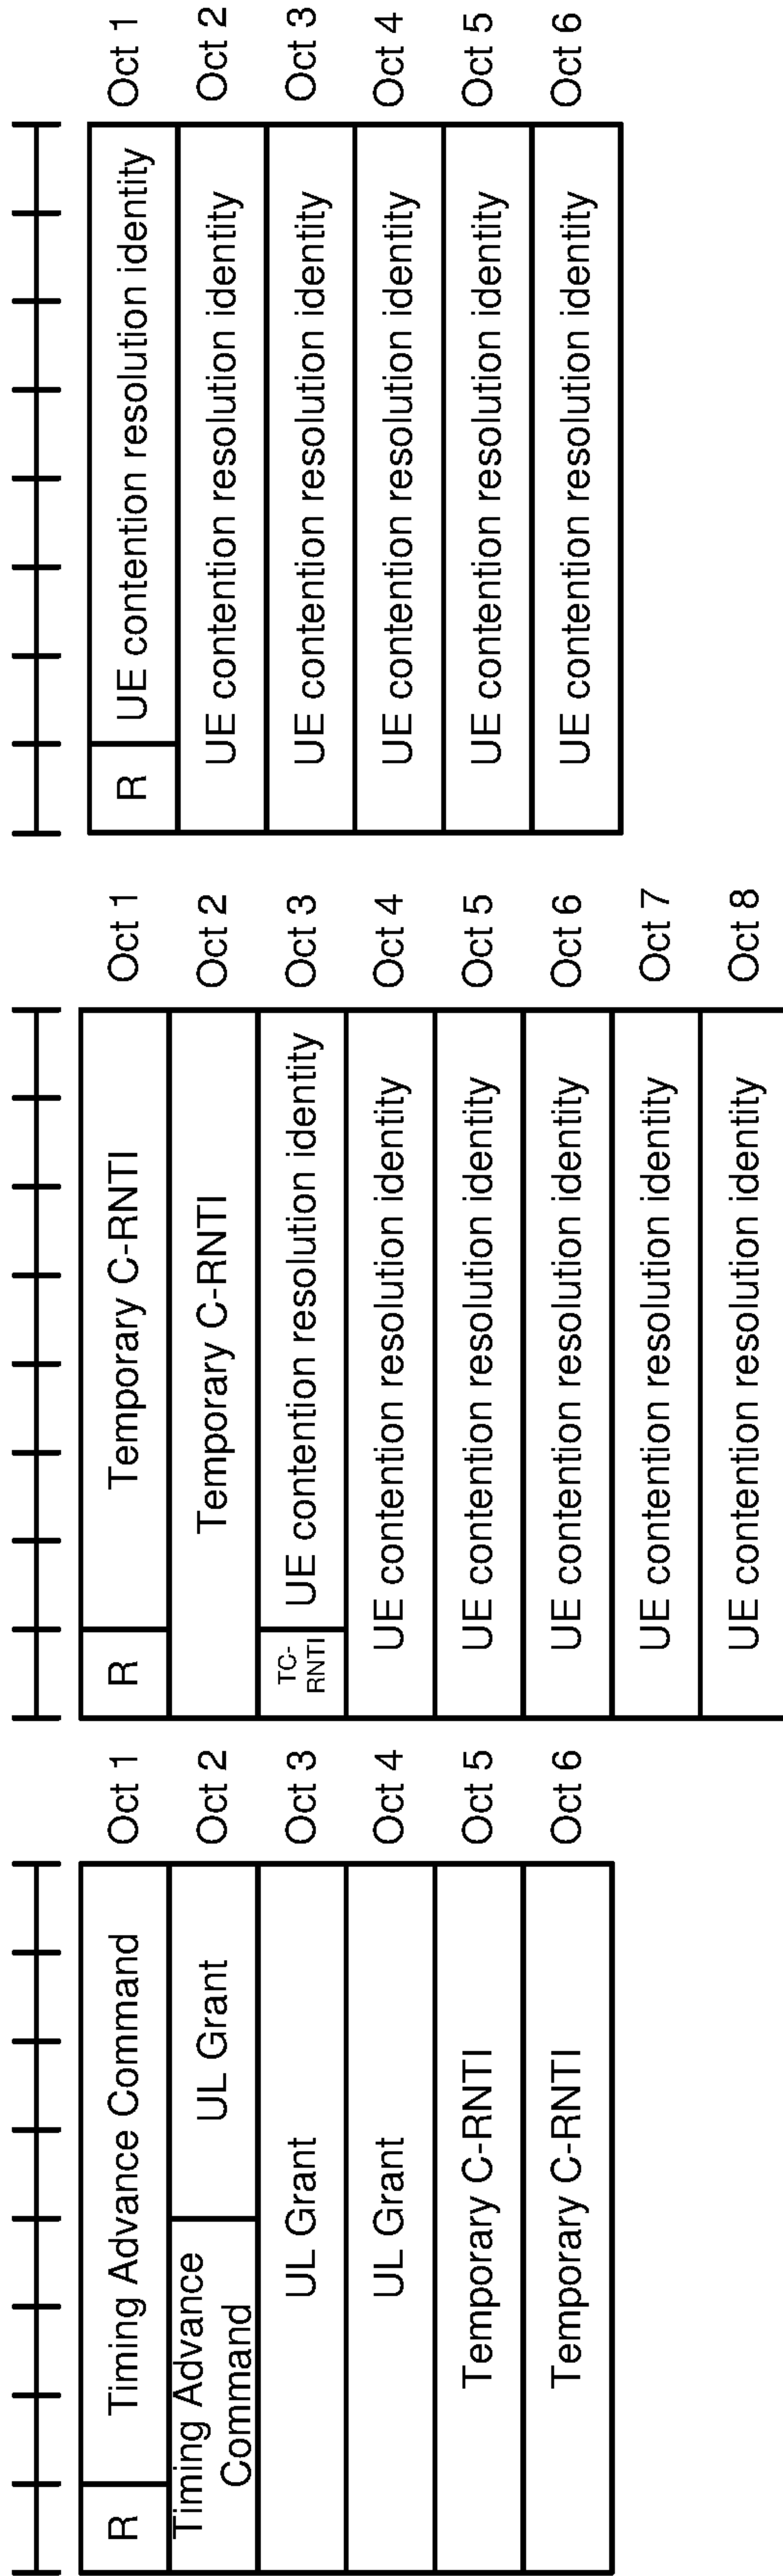 R Timing Advance Command Oct 1
Timing Advance
Command
UL Grant Oct 2
UL Grant Oct 3
UL Grant Oct 4
Temporary C-RNTI Oct 5
Temporary C-RNTI Oct 6
R Temporary C-RNTI Oct 1
Temporary C-RNTI Oct 2
TC-
RNTI
UE contention resolution identity Oct 3
UE contention resolution identity Oct 4
UE contention resolution identity Oct 5
UE contention resolution identity Oct 6
UE contention resolution identity Oct 7
UE contention resolution identity Oct 8
R UE contention resolution identity Oct 1
UE contention resolution identity Oct 2
UE contention resolution identity Oct 3
UE contention resolution identity Oct 4
UE contention resolution identity Oct 5
UE contention resolution identity Oct 6